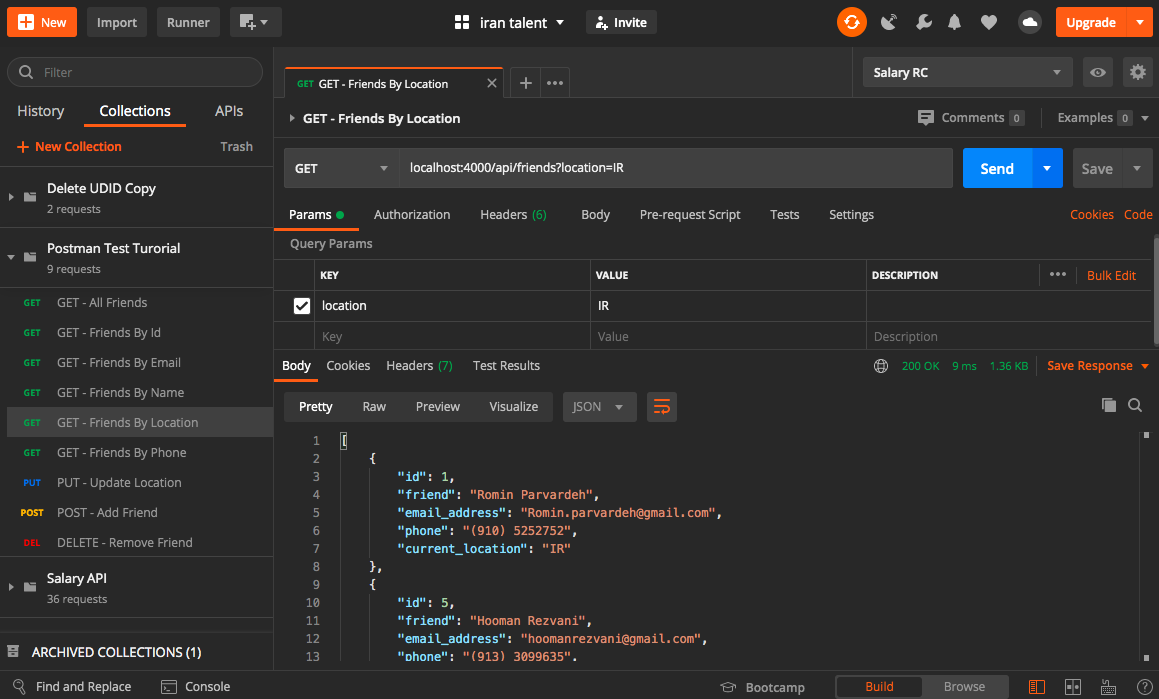 New Import Runner iran talent Invite Upgrade
Filter
GET GET - Friends By Location Salary RC
History Collections APIs
GET - Friends By Location Comments 0 Examples 0
New Collection Trash
GET localhost:4000/api/friends?location=IR Send Save
Delete UDID Copy
2 requests
Params Authorization Headers (6) Body Pre-request Script Tests Settings Cookies Code
Query Params
Postman Test Turorial
9 requests
KEY VALUE DESCRIPTION Bulk Edit
location IR
Key Value Description
GET GET - All Friends
GET GET - Friends By Id
GET GET - Friends By Email
GET GET - Friends By Name
GET GET - Friends By Location
GET GET - Friends By Phone
PUT PUT - Update Location
POST POST - Add Friend
DEL DELETE - Remove Friend
Salary API
36 requests
ARCHIVED COLLECTIONS (1)
Body Cookies Headers (7) Test Results 200 OK 9 ms 1.36 KB Save Response
Pretty Raw Preview Visualize JSON
1 [
2 {
3 "id": 1,
4 "friend": "Romin Parvardeh",
5 "email_address": "Romin.parvardeh@gmail.com",
6 "phone": "(910) 5252752",
7 "current_location": "IR"
8 },
9 {
10 "id": 5,
11 "friend": "Hooman Rezvani",
12 "email_address": "hoomanrezvani@gmail.com",
13 "phone": "(913) 3099635",
Find and Replace Console Bootcamp Build Browse